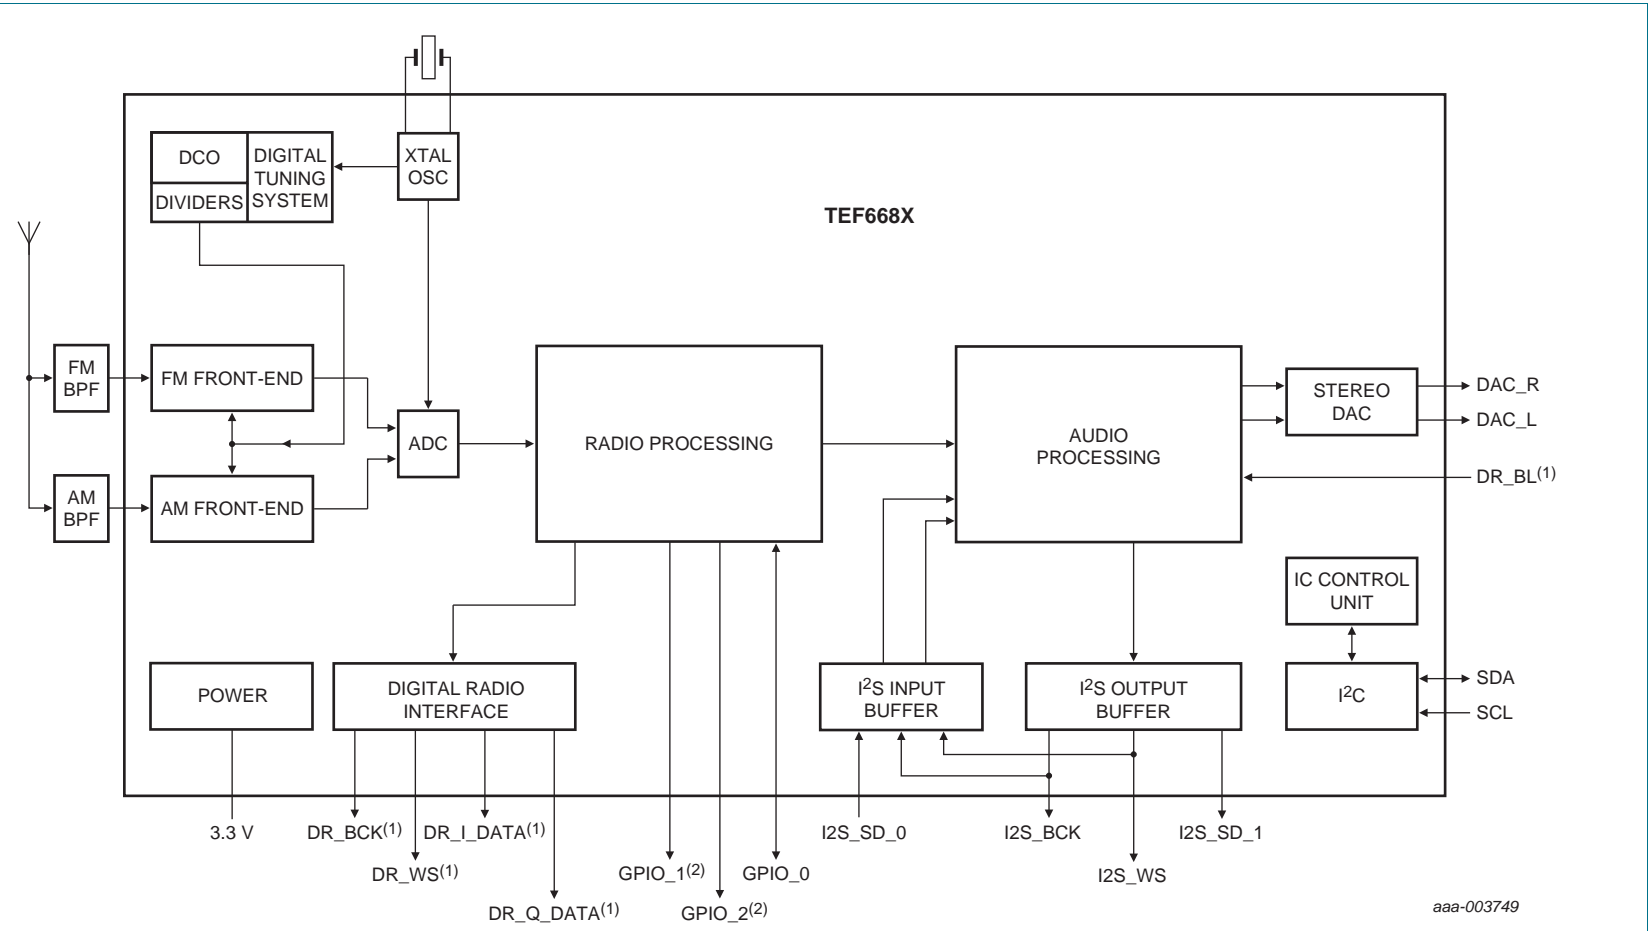 DCO
DIVIDERS
DIGITAL
TUNING
SYSTEM
XTAL
OSC
TEF668X
FM
BPF
FM FRONT-END
AM
BPF
AM FRONT-END
ADC
RADIO PROCESSING
AUDIO
PROCESSING
STEREO
DAC
DAC_R
DAC_L
DR_BL(1)
IC CONTROL
UNIT
I2C
SDA
SCL
POWER
DIGITAL RADIO
INTERFACE
I2S INPUT
BUFFER
I2S OUTPUT
BUFFER
3.3 V
DR_BCK(1)
DR_I_DATA(1)
DR_WS(1)
DR_Q_DATA(1)
GPIO_1(2)
GPIO_2(2)
GPIO_0
I2S_SD_0
I2S_BCK
I2S_SD_1
I2S_WS
aaa-003749